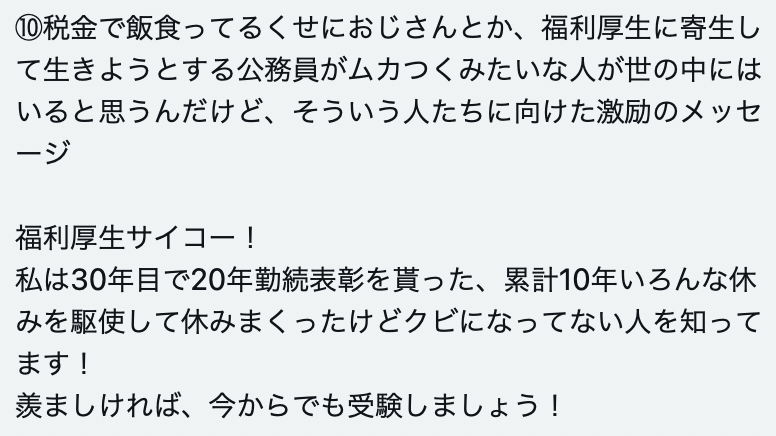 ⑩税金で飯食ってるくせにおじさんとか、福利厚生に寄生し
て生きようとする公務員がムカつくみたいな人が世の中には
いると思うんだけど、そういう人たちに向けた激励のメッセ
ージ
福利厚生サイコー！
私は30年目で20年勤続表彰を貰った、累計10年いろんな休
みを駆使して休みまくったけどクビになってない人を知って
ます！
羨ましければ、今からでも受験しましょう！